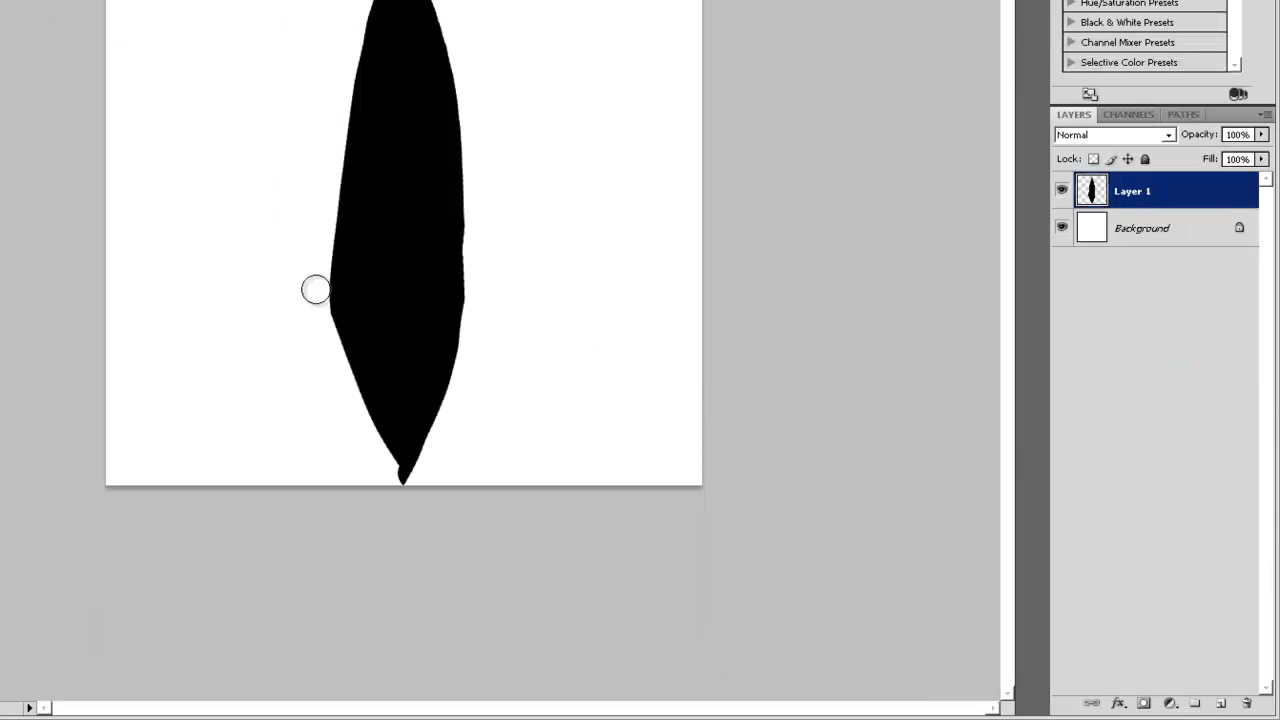 Hue/Saturation Presets
Black & White Presets
Channel Mixer Presets
Selective Color Presets
LAYERS CHANNELS PATHS
Normal Opacity: 100%
Lock: Fill: 100%
Layer 1
Background